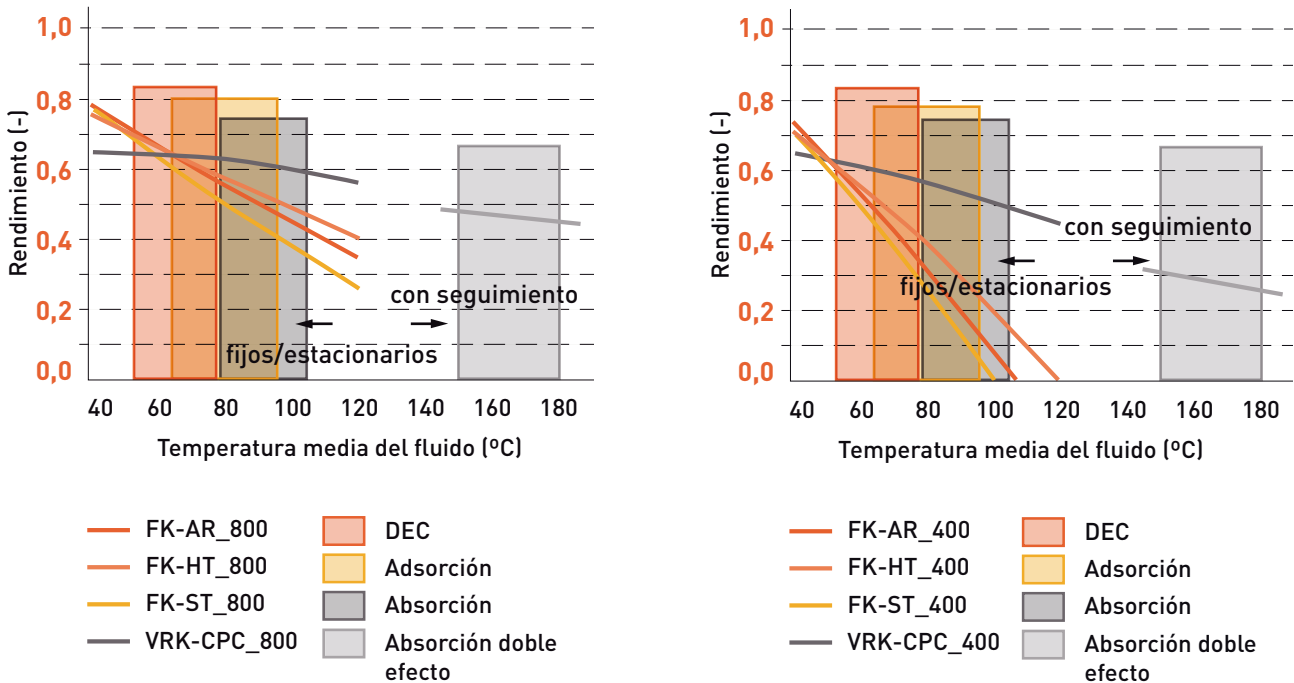 1,0
0,8
0,6
0,4
0,2
0,0
Rendimiento (-)
con seguimiento
fijos/estacionarios
40 60 80 100 120 140 160 180
Temperatura media del fluido (ºC)
FK-AR_800
FK-HT_800
FK-ST_800
VRK-CPC_800
DEC
Adsorción
Absorción
Absorción doble
efecto
1,0
0,8
0,6
0,4
0,2
0,0
Rendimiento (-)
con seguimiento
fijos/estacionarios
40 60 80 100 120 140 160 180
Temperatura media del fluido (ºC)
FK-AR_400
FK-HT_400
FK-ST_400
VRK-CPC_400
DEC
Adsorción
Absorción
Absorción doble
efecto